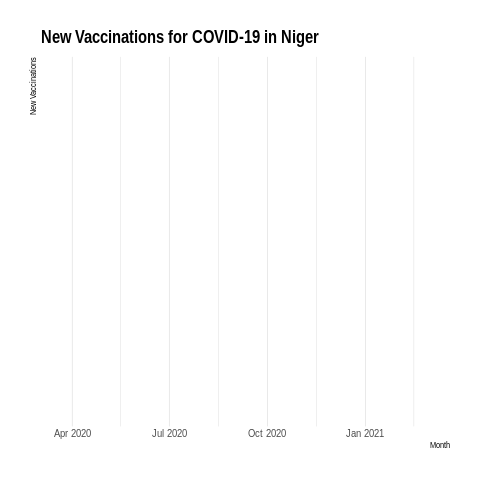 New Vaccinations for COVID-19 in Niger
New Vaccinations
Apr 2020
Jul 2020
Oct 2020
Jan 2021
Month